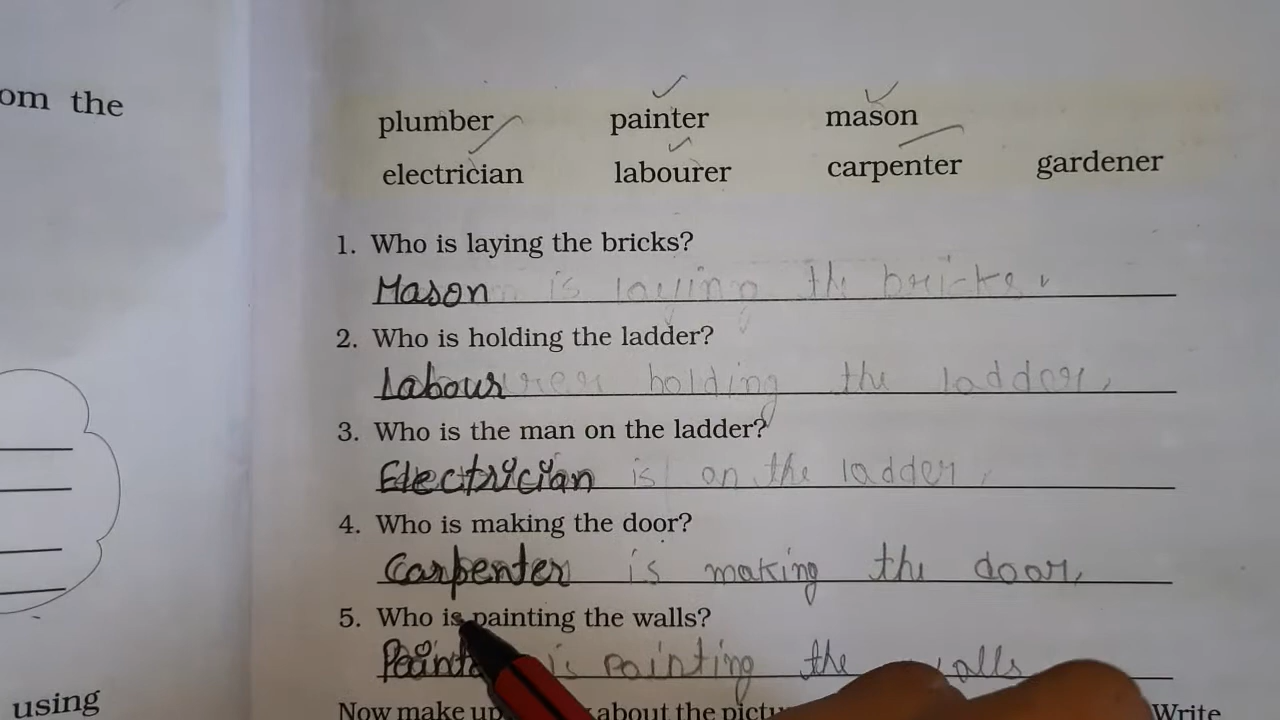 om the
plumber painter mason
electrician labourer carpenter gardener
1. Who is laying the bricks?
Mason is laying the bricks.
2. Who is holding the ladder?
Labourer holding the ladder.
3. Who is the man on the ladder?
Electrician is on the ladder.
4. Who is making the door?
Carpenter is making the door.
5. Who is painting the walls?
is painting the
Now make up about the Write
using